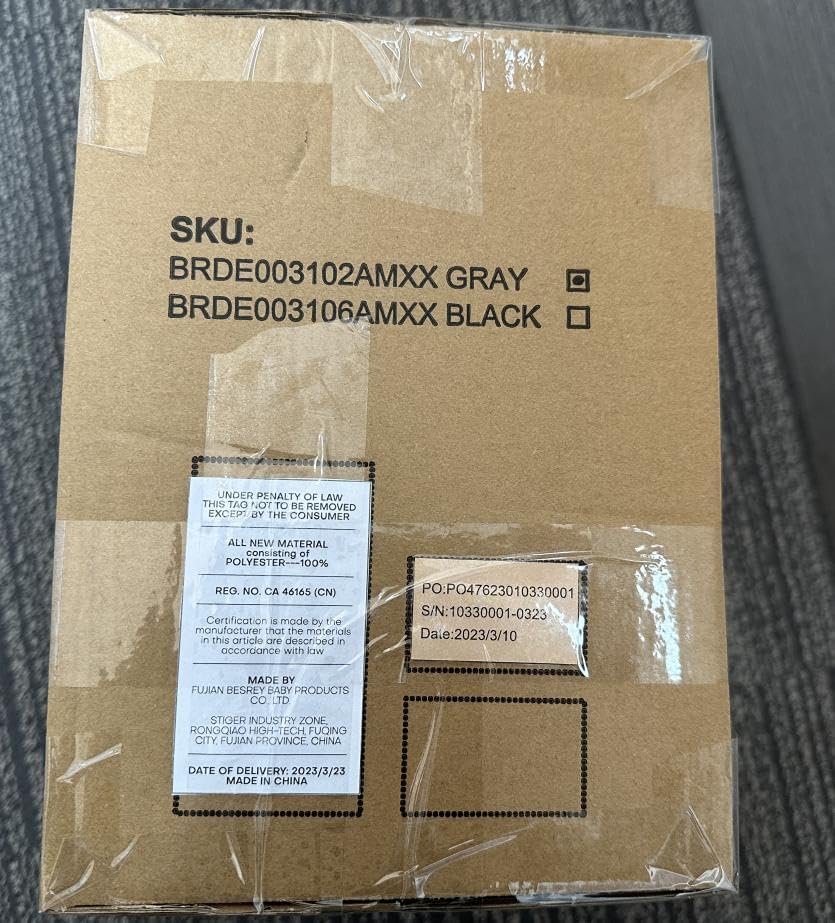 SKU:
BRDE003102AMXX GRAY
BRDE003106AMXX BLACK
UNDER PENALTY OF LAW
THIS TAG NOT TO BE REMOVED
EXCEPT BY THE CONSUMER
ALL NEW MATERIAL
consisting of
POLYESTER---100%
REG. NO. CA 46165 (CN)
Certification is made by the
manufacturer that the materials
in this article are described in
accordance with law
MADE BY
FUJIAN BESREY BABY PRODUCTS
CO., LTD.
STIGER INDUSTRY ZONE,
RONGQIAO HIGH-TECH, FUQING
CITY, FUJIAN PROVINCE, CHINA
DATE OF DELIVERY: 2023/3/23
MADE IN CHINA
PO:PO47623010330001
S/N:10330001-0323
Date:2023/3/10